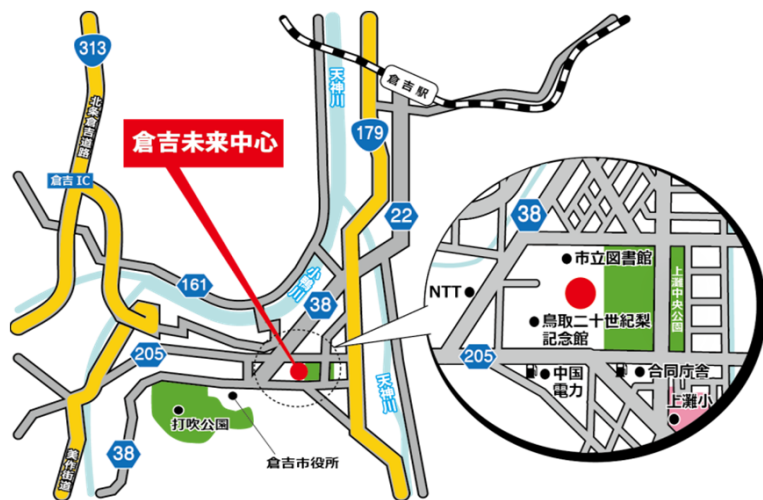 313
北条倉吉道路
倉吉 IC
天神川
倉吉駅
179
倉吉未来中心
22
161
小鴨川
38
205
天神川
打吹公園
倉吉市役所
38
美作街道
38
市立図書館
NTT
上灘中央公園
鳥取二十世紀梨
記念館
205
中国
電力
合同庁舎
上灘小